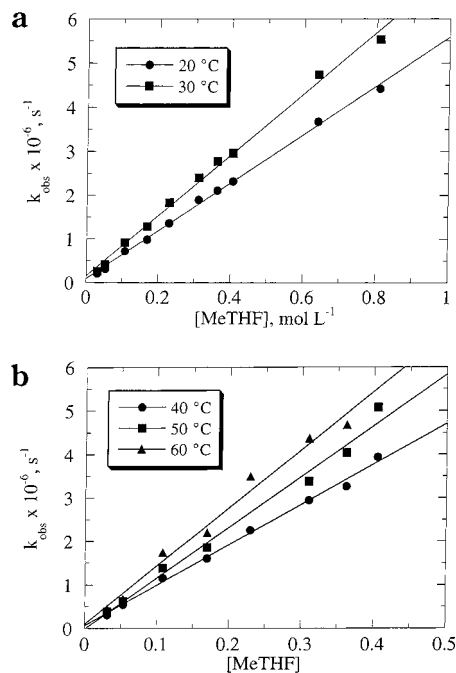 a
6
5
4
3
2
1
0
k_obs x 10^-6, s^-1
20 °C
30 °C
0 0.2 0.4 0.6 0.8 1
[MeTHF], mol L^-1
b
6
5
4
3
2
1
0
k_obs x 10^-6, s^-1
40 °C
50 °C
60 °C
0 0.1 0.2 0.3 0.4 0.5
[MeTHF]